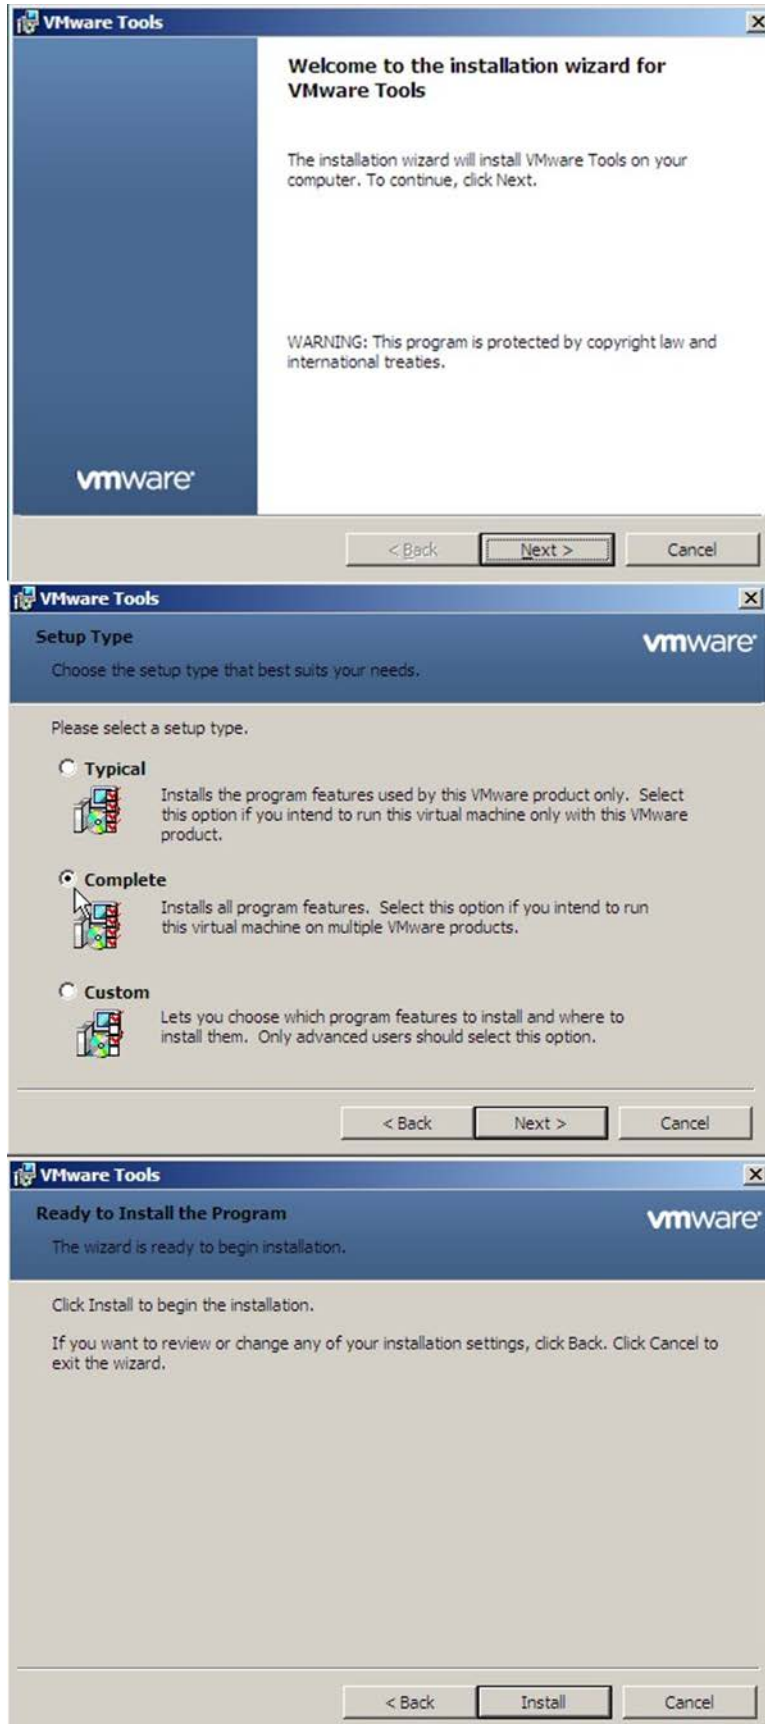 VMware Tools
Welcome to the installation wizard for
VMware Tools
The installation wizard will install VMware Tools on your
computer. To continue, click Next.
WARNING: This program is protected by copyright law and
international treaties.
vmware®
< Back
Next >
Cancel
VMware Tools
Setup Type
vmware®
Choose the setup type that best suits your needs.
Please select a setup type.
Typical
Installs the program features used by this VMware product only. Select
this option if you intend to run this virtual machine only with this VMware
product.
Complete
Installs all program features. Select this option if you intend to run
this virtual machine on multiple VMware products.
Custom
Lets you choose which program features to install and where to
install them. Only advanced users should select this option.
< Back
Next >
Cancel
VMware Tools
Ready to Install the Program
vmware®
The wizard is ready to begin installation.
Click Install to begin the installation.
If you want to review or change any of your installation settings, click Back. Click Cancel to
exit the wizard.
< Back
Install
Cancel